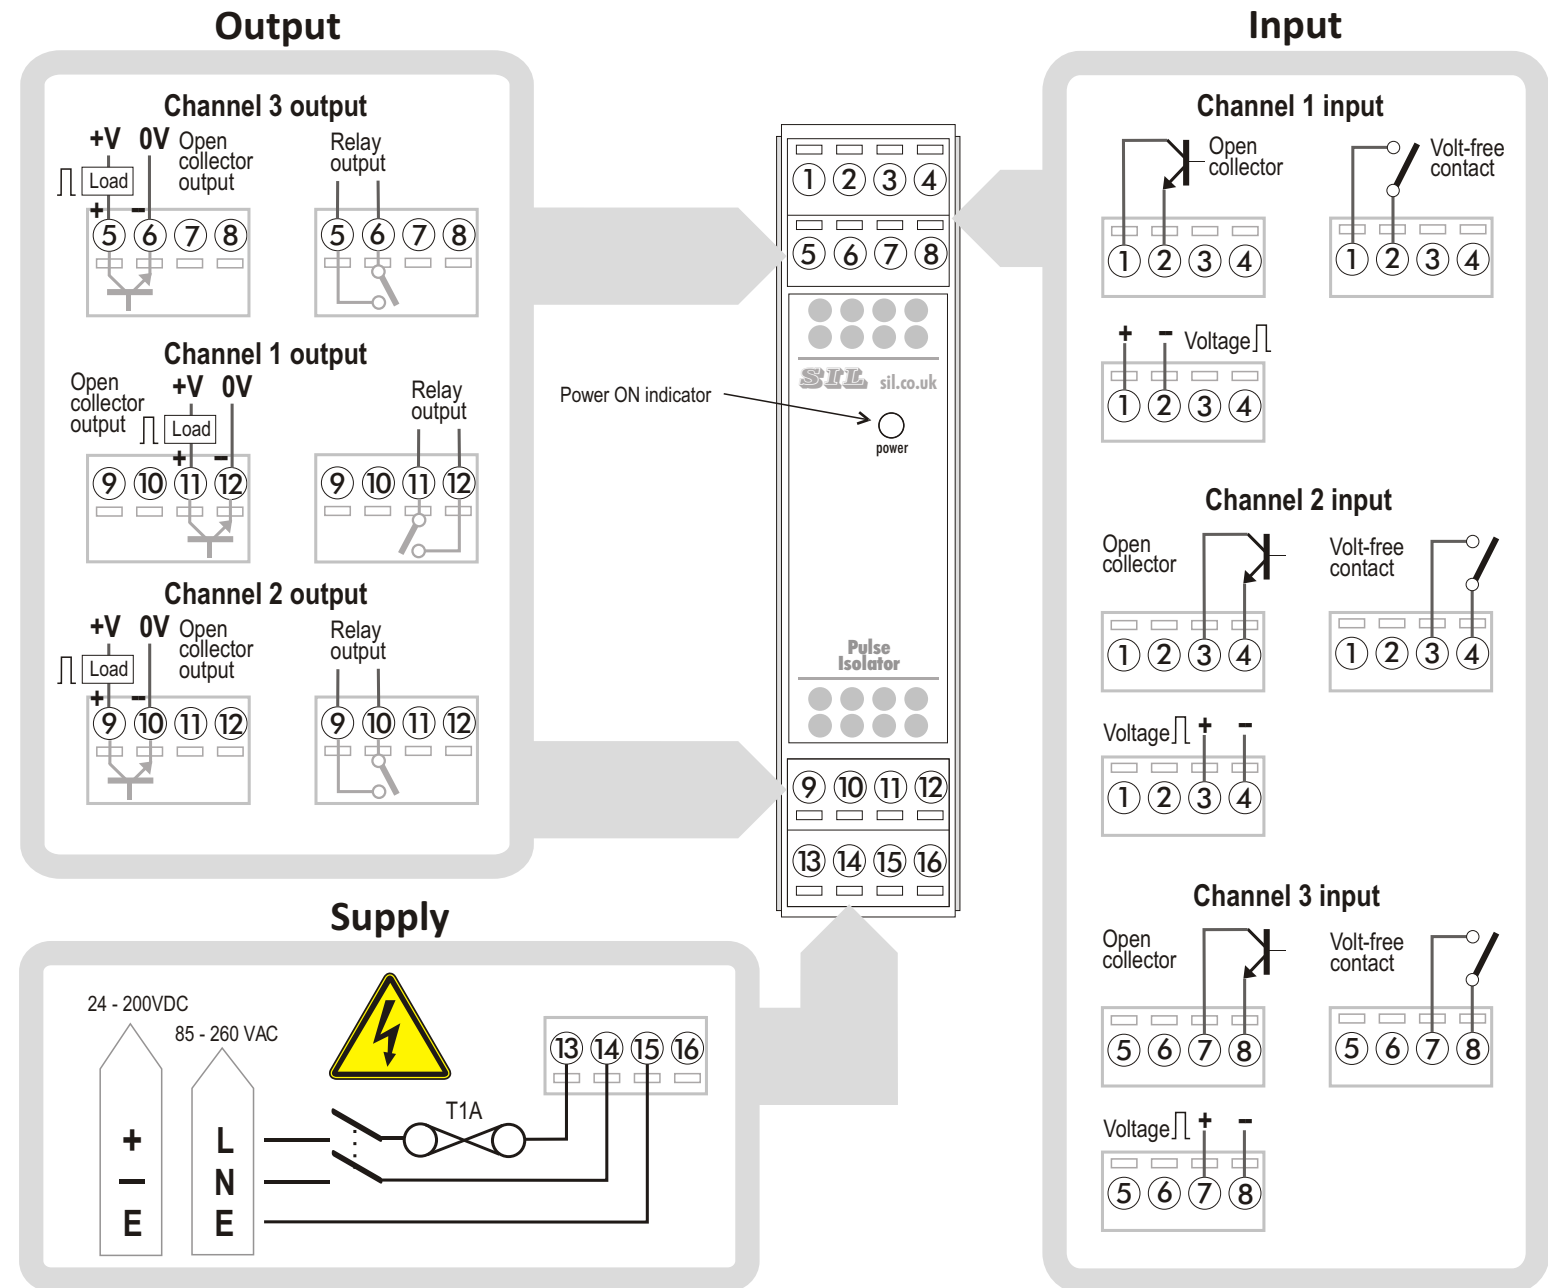 Output
Channel 3 output
+V 0V Open collector output
Load
+ -
5 6 7 8
Relay output
5 6 7 8
Channel 1 output
Open collector output
+V 0V
Load
+ -
9 10 11 12
Relay output
9 10 11 12
Channel 2 output
+V 0V Open collector output
Load
+ -
9 10 11 12
Relay output
9 10 11 12
Supply
24 - 200VDC
85 - 260 VAC
+
–
E
L
N
E
T1A
13 14 15 16
1 2 3 4
5 6 7 8
SIL sil.co.uk
Power ON indicator
power
Pulse
Isolator
9 10 11 12
13 14 15 16
Input
Channel 1 input
Open
collector
1 2 3 4
Volt-free
contact
1 2 3 4
+ - Voltage
1 2 3 4
Channel 2 input
Open
collector
1 2 3 4
Volt-free
contact
1 2 3 4
Voltage + -
1 2 3 4
Channel 3 input
Open
collector
5 6 7 8
Volt-free
contact
5 6 7 8
Voltage + -
5 6 7 8